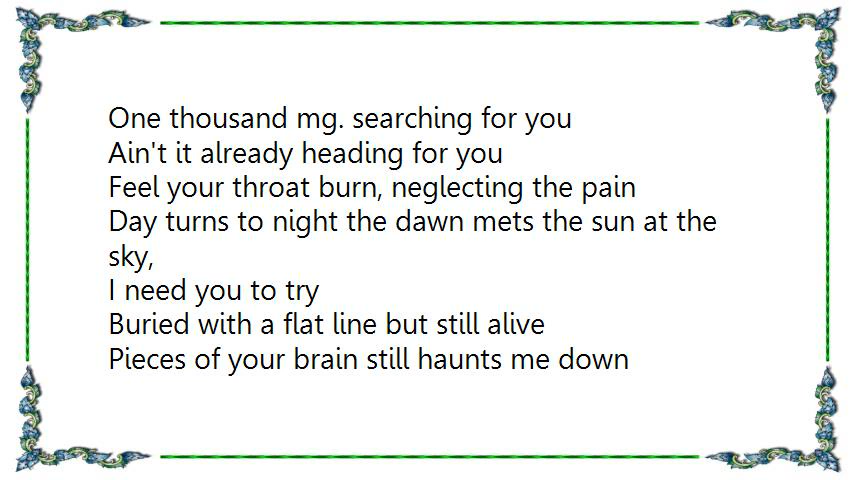 One thousand mg. searching for you
Ain't it already heading for you
Feel your throat burn, neglecting the pain
Day turns to night the dawn mets the sun at the
sky,
I need you to try
Buried with a flat line but still alive
Pieces of your brain still haunts me down